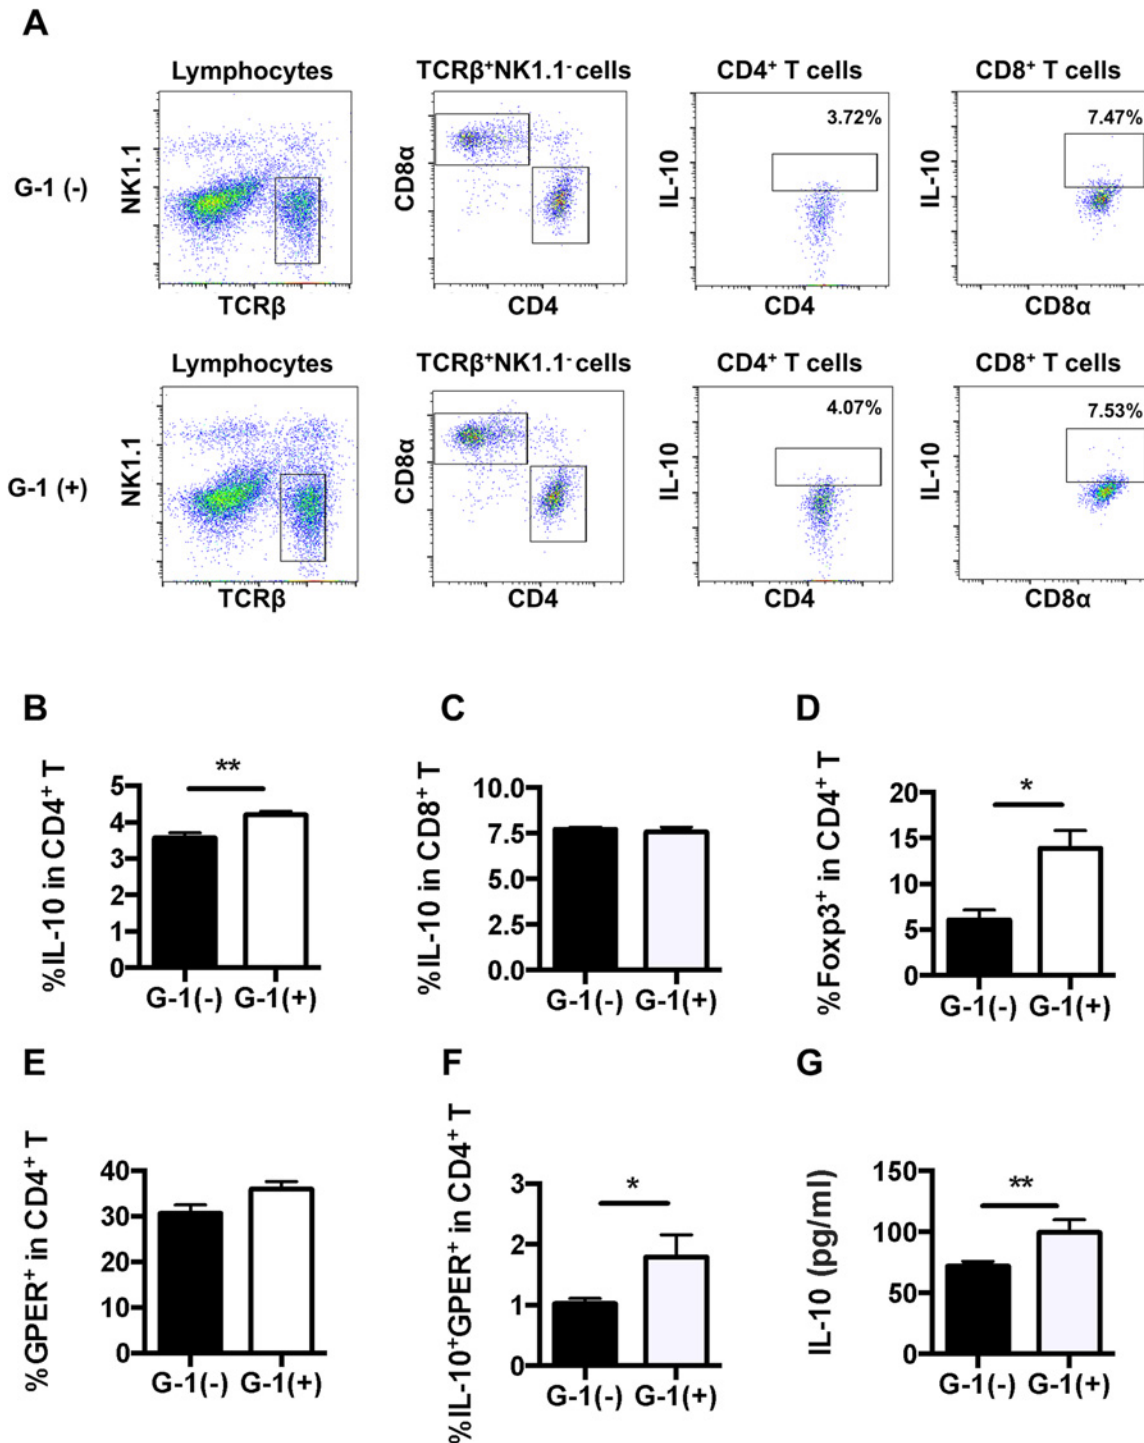 A
Lymphocytes TCRβ⁺NK1.1⁻ cells CD4⁺ T cells CD8⁺ T cells
G-1 (-)
NK1.1 CD8α IL-10 3.72% IL-10 7.47%
TCRβ CD4 CD4 CD8α
Lymphocytes TCRβ⁺NK1.1⁻ cells CD4⁺ T cells CD8⁺ T cells
G-1 (+)
NK1.1 CD8α IL-10 4.07% IL-10 7.53%
TCRβ CD4 CD4 CD8α
B
%IL-10 in CD4⁺ T
**
5
4
3
2
1
0
G-1(-) G-1(+)
C
%IL-10 in CD8⁺ T
10.0
7.5
5.0
2.5
0.0
G-1(-) G-1(+)
D
%Foxp3⁺ in CD4⁺ T
*
20
15
10
5
0
G-1(-) G-1(+)
E
%GPER⁺ in CD4⁺ T
40
30
20
10
0
G-1(-) G-1(+)
F
%IL-10⁺GPER⁺ in CD4⁺ T
*
3
2
1
0
G-1(-) G-1(+)
G
IL-10 (pg/ml)
**
150
100
50
0
G-1(-) G-1(+)